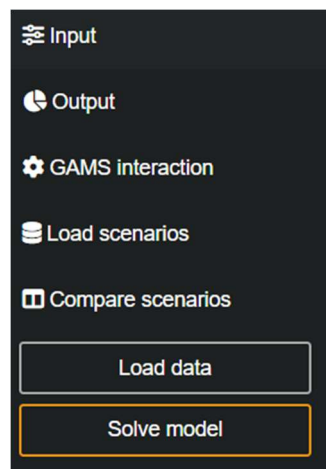 Input
Output
GAMS interaction
Load scenarios
Compare scenarios
Load data
Solve model